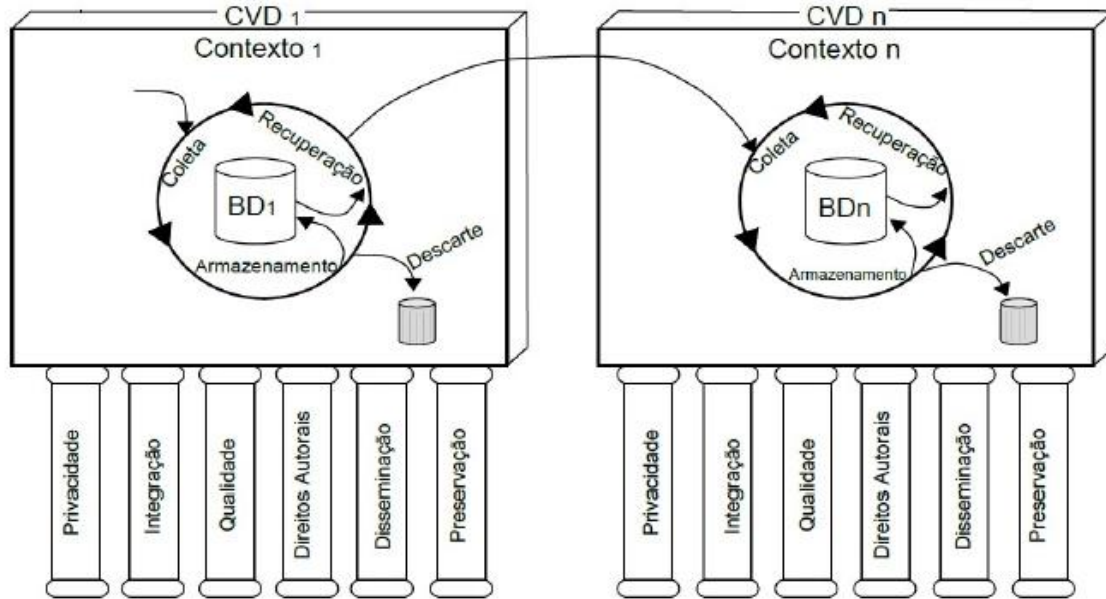 CVD 1
Contexto 1
Coleta
Recuperação
BD1
Armazenamento
Descarte
Privacidade
Integração
Qualidade
Direitos Autorais
Disseminação
Preservação
CVD n
Contexto n
Coleta
Recuperação
BDn
Armazenamento
Descarte
Privacidade
Integração
Qualidade
Direitos Autorais
Disseminação
Preservação